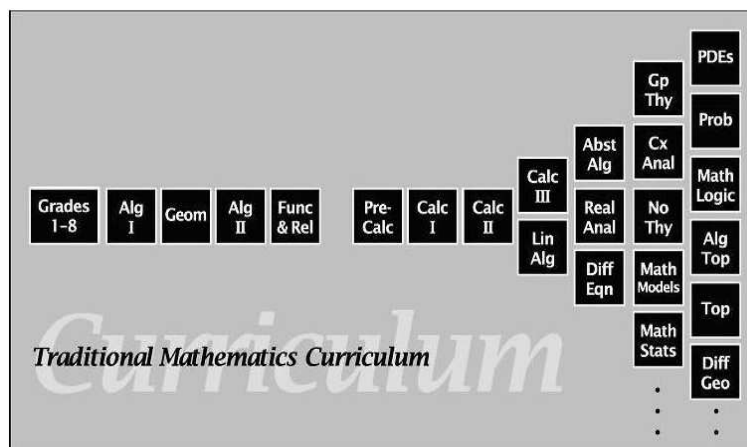 Grades
1-8
Alg
I
Geom
Alg
II
Func
& Rel
Pre-
Calc
Calc
I
Calc
II
Calc
III
Lin
Alg
Abst
Alg
Real
Anal
Diff
Eqn
Gp
Thy
Cx
Anal
No
Thy
Math
Models
Math
Stats
PDEs
Prob
Math
Logic
Alg
Top
Top
Diff
Geo
Curriculum
Traditional Mathematics Curriculum